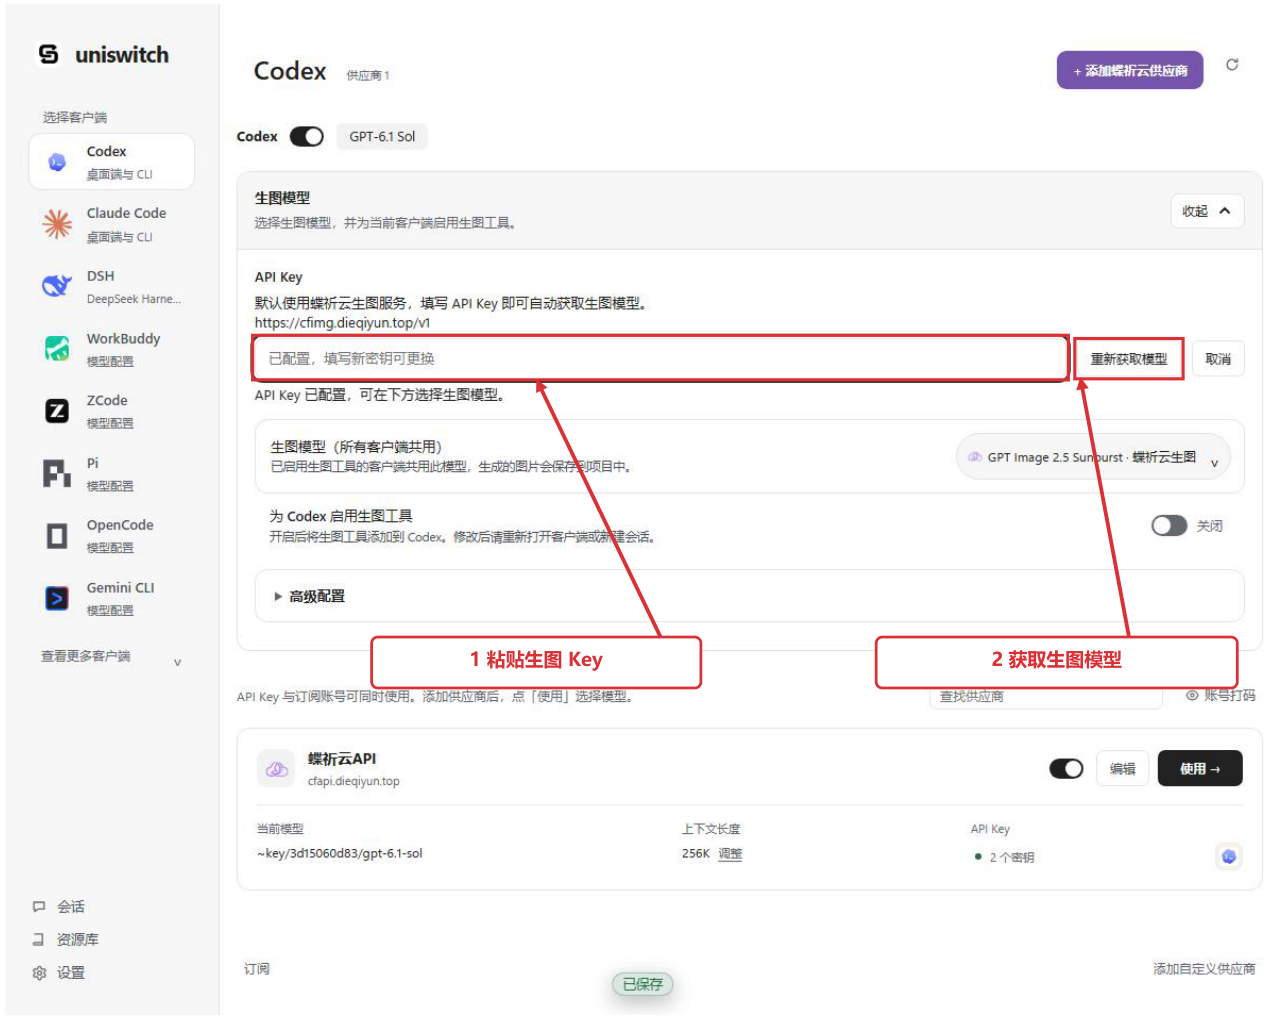 uniswitch
选择客户端
Codex
桌面端与 CLI
Claude Code
桌面端与 CLI
DSH
DeepSeek Harne...
WorkBuddy
模型配置
ZCode
模型配置
Pi
模型配置
OpenCode
模型配置
Gemini CLI
模型配置
查看更多客户端
会话
资源库
设置
Codex 供应商 1
+ 添加蝶祈云供应商
Codex GPT-6.1 Sol
生图模型
选择生图模型，并为当前客户端启用生图工具。
收起
API Key
默认使用蝶祈云生图服务，填写 API Key 即可自动获取生图模型。
https://cfimg.dieqiyun.top/v1
已配置，填写新密钥可更换
重新获取模型
取消
API Key 已配置，可在下方选择生图模型。
生图模型（所有客户端共用）
已启用生图工具的客户端共用此模型，生成的图片会保存到项目中。
GPT Image 2.5 Sunburst · 蝶祈云生图
为 Codex 启用生图工具
开启后将生图工具添加到 Codex。修改后请重新打开客户端或新建会话。
关闭
高级配置
1 粘贴生图 Key
2 获取生图模型
API Key 与订阅账号可同时使用。添加供应商后，点「使用」选择模型。
查找供应商
账号打码
蝶祈云API
cfapi.dieqiyun.top
编辑
使用→
当前模型
~key/3d15060d83/gpt-6.1-sol
上下文长度
256K 调整
API Key
2 个密钥
订阅
已保存
添加自定义供应商